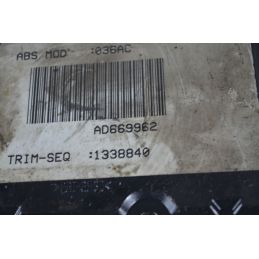 ABS MOD :036AC
AD669962
TRIM-SEQ :1338840